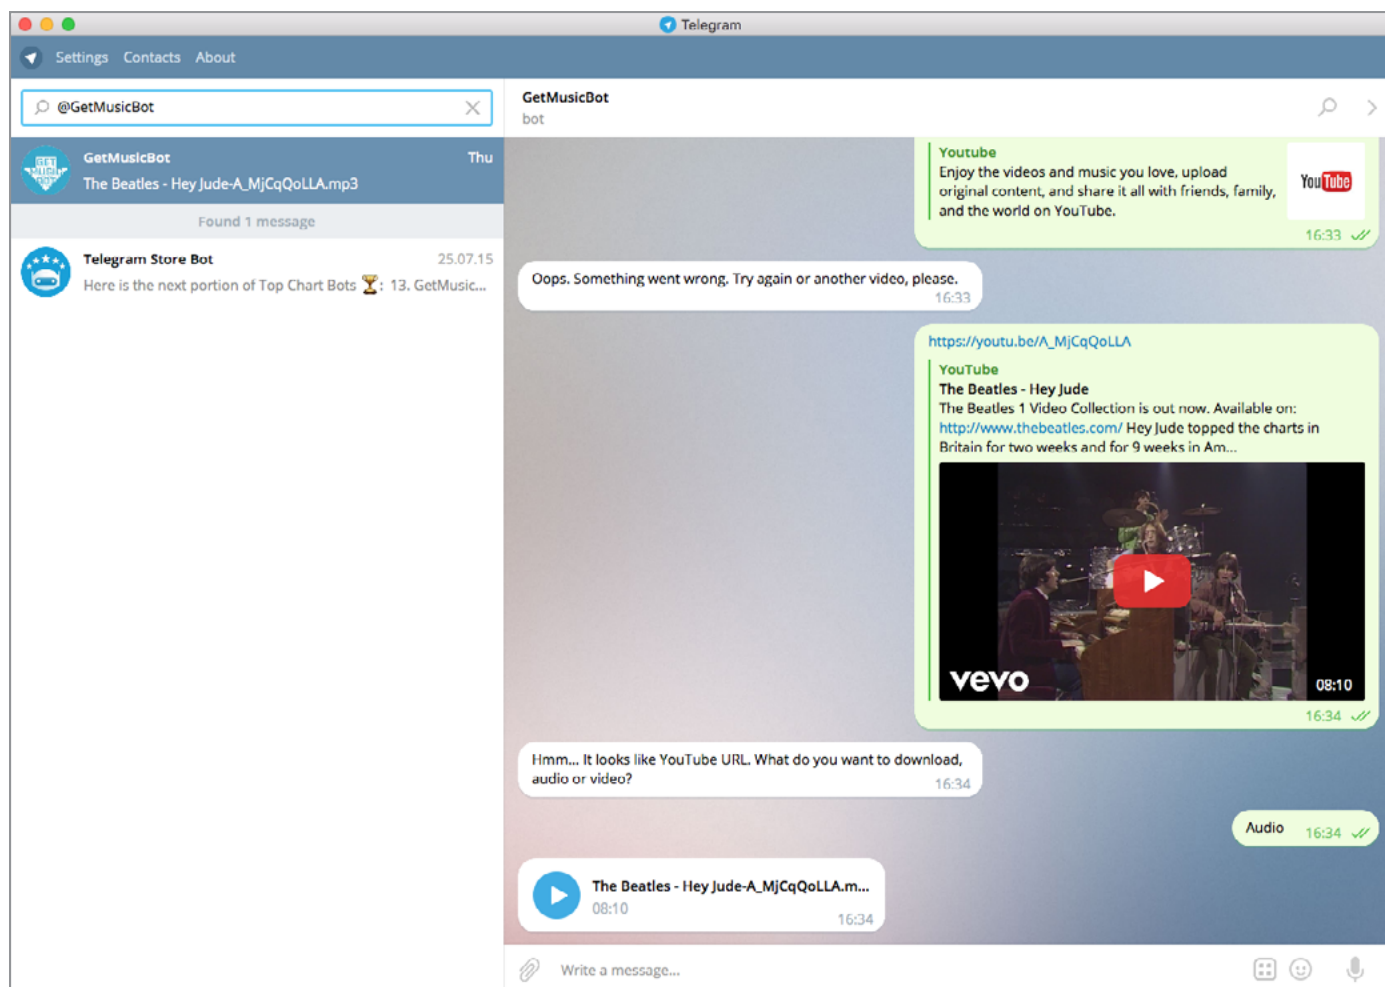 Telegram
Settings Contacts About
@GetMusicBot
GetMusicBot Thu
The Beatles - Hey Jude-A_MjCqQoLLA.mp3
Found 1 message
Telegram Store Bot 25.07.15
Here is the next portion of Top Chart Bots 🏆: 13. GetMusic...
GetMusicBot
bot
Youtube
Enjoy the videos and music you love, upload
original content, and share it all with friends, family,
and the world on YouTube.
YouTube
16:33
Oops. Something went wrong. Try again or another video, please.
16:33
https://youtu.be/A_MjCqQoLLA
YouTube
The Beatles - Hey Jude
The Beatles 1 Video Collection is out now. Available on:
http://www.thebeatles.com/ Hey Jude topped the charts in
Britain for two weeks and for 9 weeks in Am...
vevo
08:10
16:34
Hmm... It looks like YouTube URL. What do you want to download,
audio or video?
16:34
Audio 16:34
The Beatles - Hey Jude-A_MjCqQoLLA.m...
08:10
16:34
Write a message...